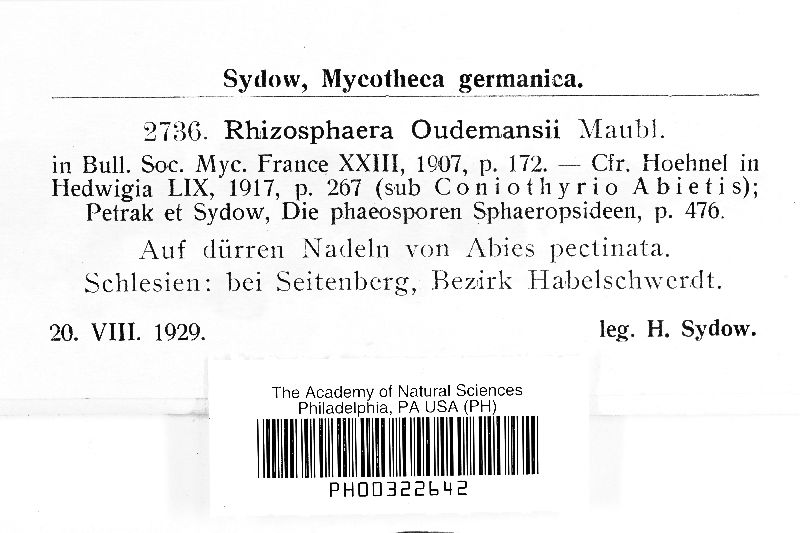 Sydow, Mycotheca germanica.
2736. Rhizosphaera Oudemansii Maubl.
in Bull. Soc. Myc. France XXIII, 1907, p. 172. — Cfr. Hoehnel in
Hedwigia LIX, 1917, p. 267 (sub Coniothyrio Abietis);
Petrak et Sydow, Die phaeosporen Sphaeropsideen, p. 476.
Auf dürren Nadeln von Abies pectinata.
Schlesien: bei Seitenberg, Bezirk Habelschwerdt.
20. VIII. 1929. leg. H. Sydow.
The Academy of Natural Sciences
Philadelphia, PA USA (PH)
PH00322642